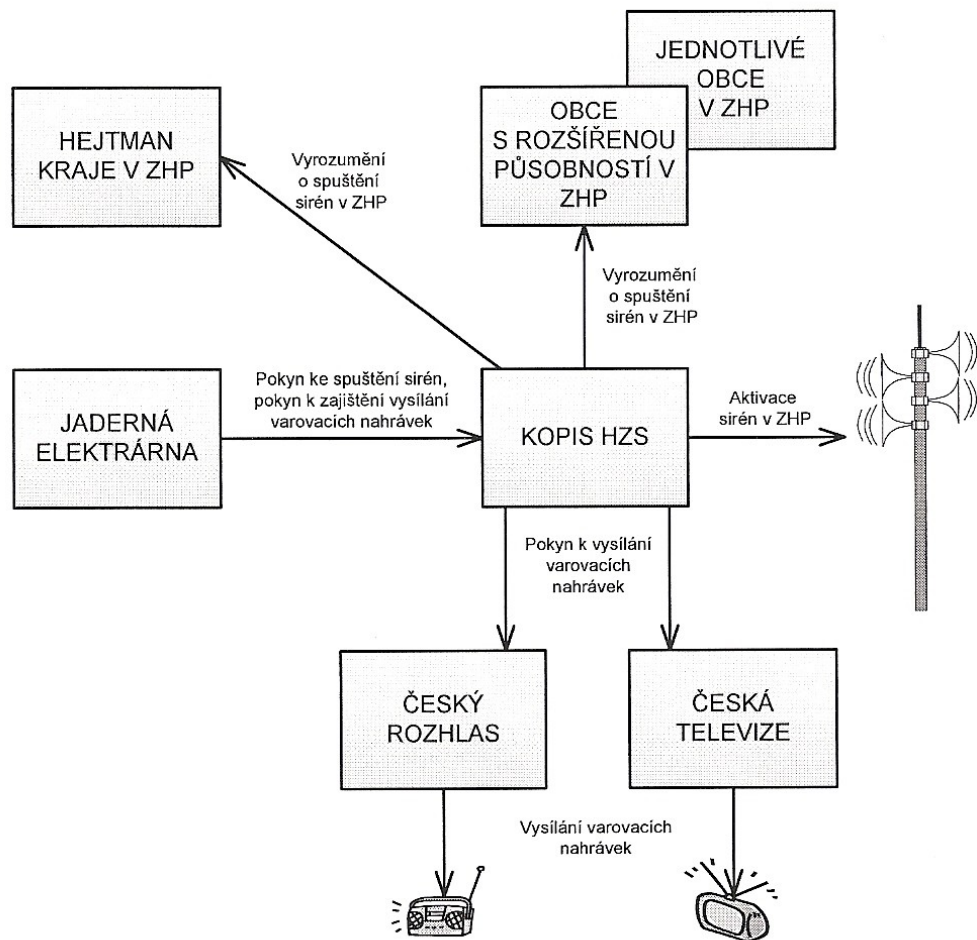 JEDNOTLIVÉ
OBCE
V ZHP
OBCE
S ROZŠÍŘENOU
PŮSOBNOSTÍ V
ZHP
HEJTMAN
KRAJE V ZHP
Vyrozumění
o spuštění
sirén v ZHP
Vyrozumění
o spuštění
sirén v ZHP
JADERNÁ
ELEKTRÁRNA
Pokyn ke spuštění sirén,
pokyn k zajištění vysílání
varovacích nahrávek
KOPIS HZS
Aktivace
sirén v ZHP
Pokyn k vysílání
varovacích
nahrávek
ČESKÝ
ROZHLAS
ČESKÁ
TELEVIZE
Vysílání varovacích
nahrávek